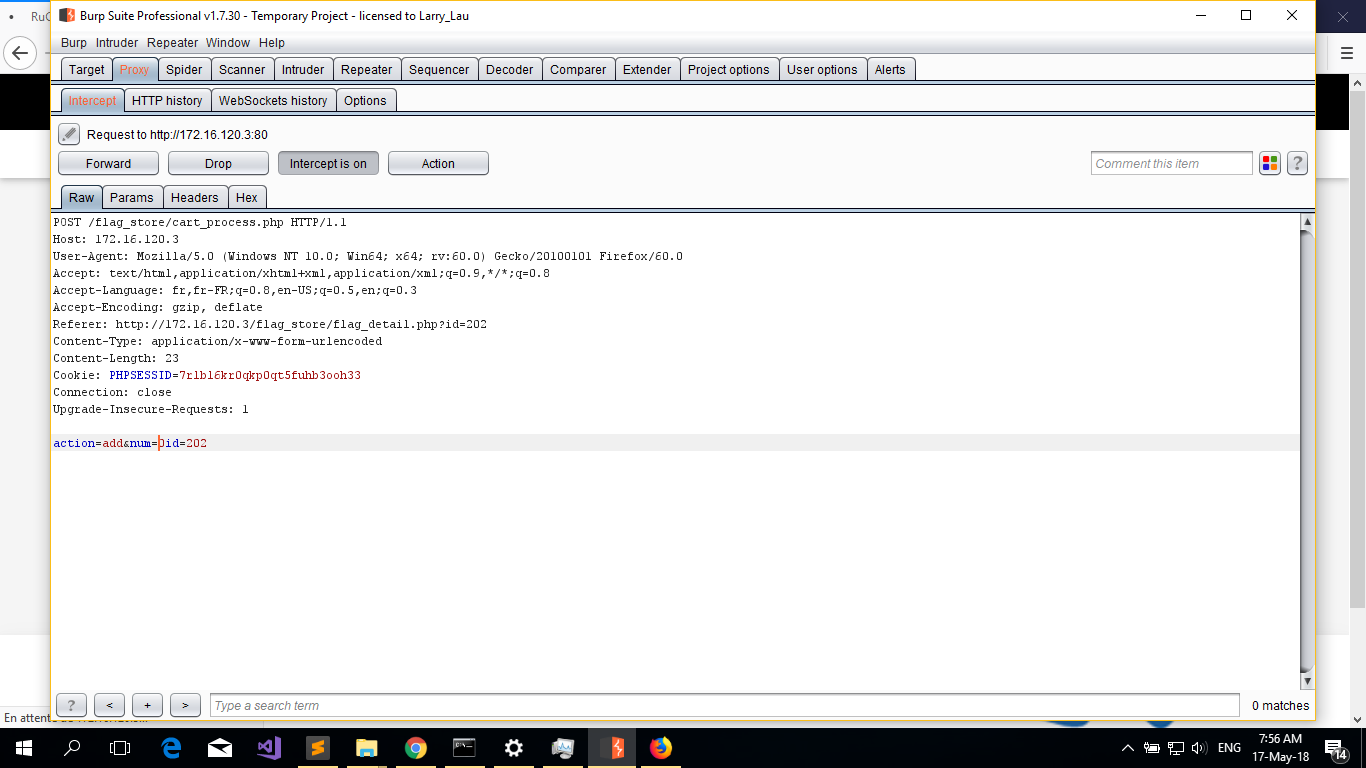 RuC
Burp Suite Professional v1.7.30 - Temporary Project - licensed to Larry_Lau
Burp Intruder Repeater Window Help
Target Proxy Spider Scanner Intruder Repeater Sequencer Decoder Comparer Extender Project options User options Alerts
Intercept HTTP history WebSockets history Options
Request to http://172.16.120.3:80
Forward Drop Intercept is on Action Comment this item ?
Raw Params Headers Hex
POST /flag_store/cart_process.php HTTP/1.1
Host: 172.16.120.3
User-Agent: Mozilla/5.0 (Windows NT 10.0; Win64; x64; rv:60.0) Gecko/20100101 Firefox/60.0
Accept: text/html,application/xhtml+xml,application/xml;q=0.9,*/*;q=0.8
Accept-Language: fr,fr-FR;q=0.8,en-US;q=0.5,en;q=0.3
Accept-Encoding: gzip, deflate
Referer: http://172.16.120.3/flag_store/flag_detail.php?id=202
Content-Type: application/x-www-form-urlencoded
Content-Length: 23
Cookie: PHPSESSID=7rlbl6kr0qkp0qt5fuhb3ooh33
Connection: close
Upgrade-Insecure-Requests: 1
action=add&num=0id=202
? < + > Type a search term 0 matches
En attente
ENG 7:56 AM
17-May-18 14